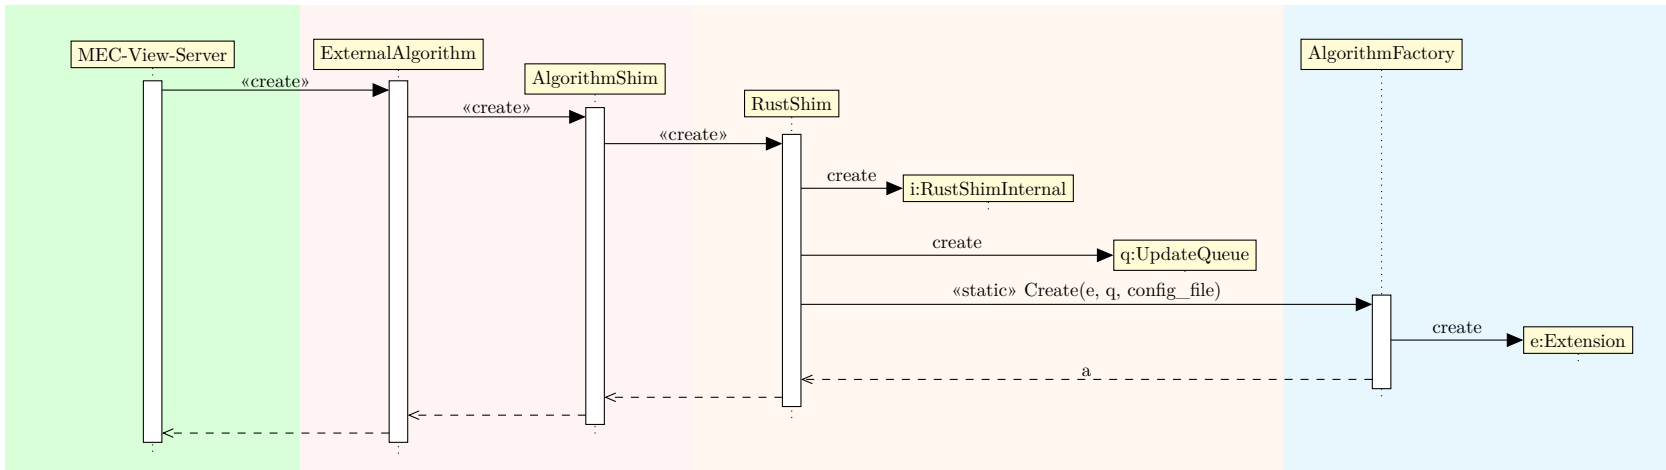 MEC-View-Server
ExternalAlgorithm
AlgorithmFactory
AlgorithmShim
«create»
RustShim
«create»
«create»
create
i:RustShimInternal
create
q:UpdateQueue
«static» Create(e, q, config_file)
create
e:Extension
a